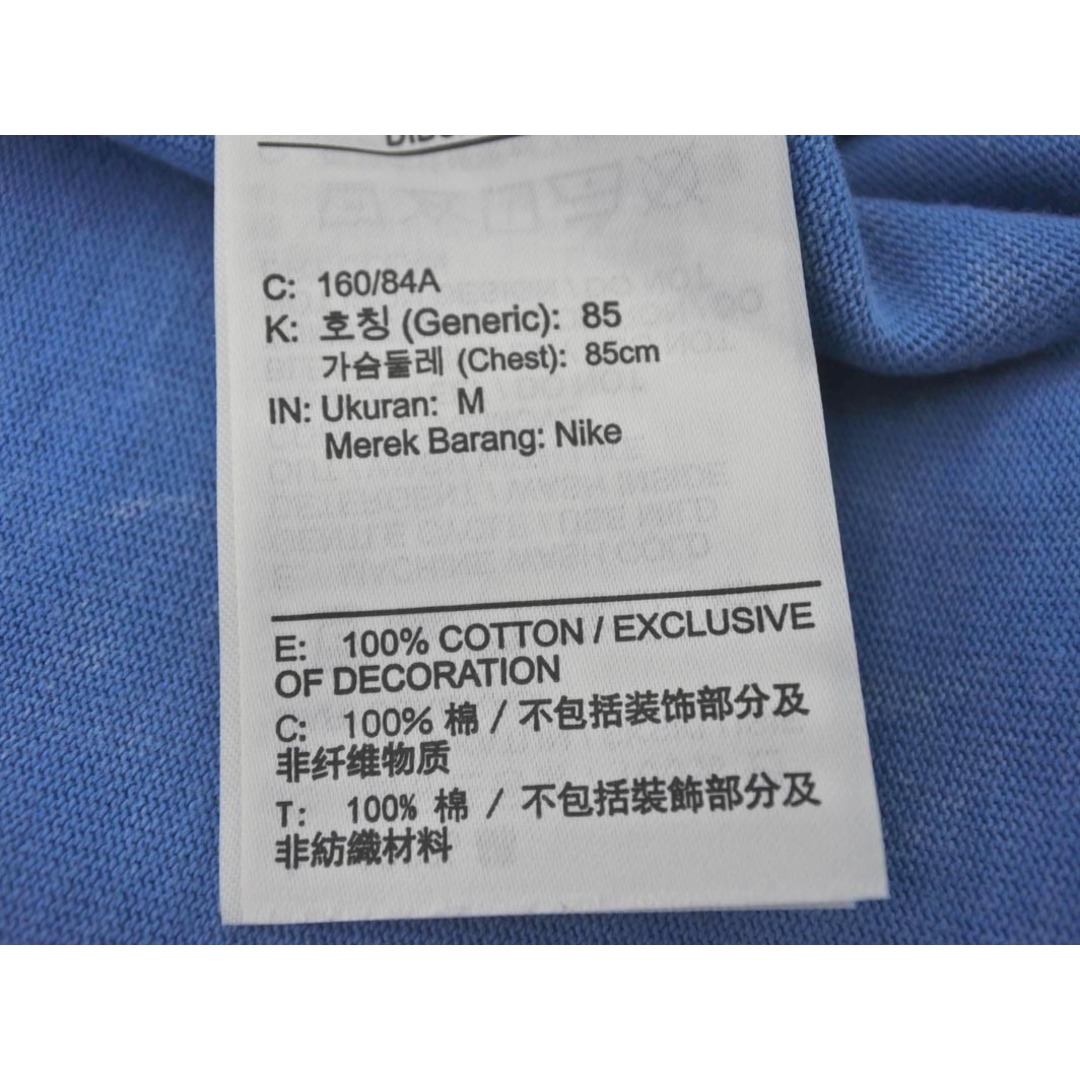 C: 160/84A
K: 호칭 (Generic): 85
가슴둘레 (Chest): 85cm
IN: Ukuran: M
Merek Barang: Nike
E: 100% COTTON / EXCLUSIVE
OF DECORATION
C: 100% 棉 / 不包括装饰部分及
非纤维物质
T: 100% 棉 / 不包括裝飾部分及
非紡織材料